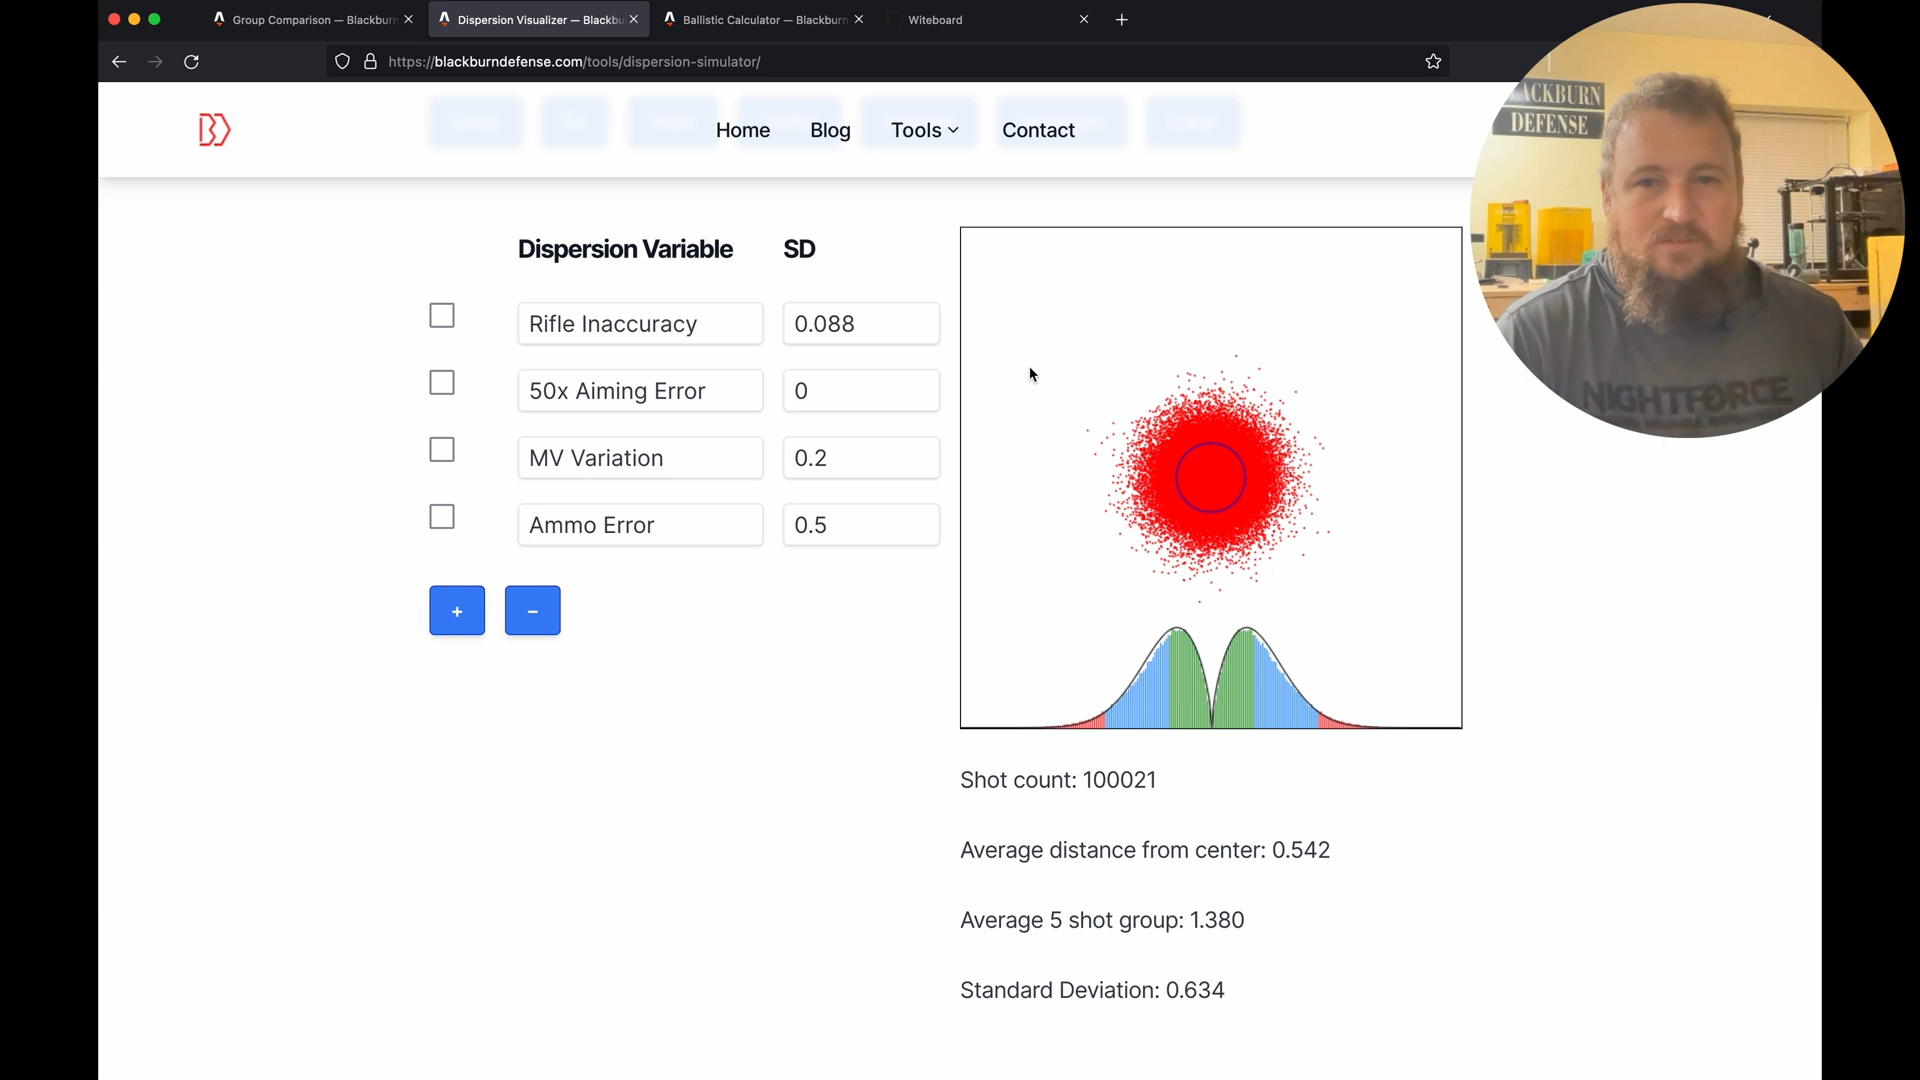 Group Comparison — Blackburn
Dispersion Visualizer — Blackbu
Ballistic Calculator — Blackburn
Witeboard
https://blackburndefense.com/tools/dispersion-simulator/
Home
Blog
Tools
Contact
Dispersion Variable
SD
Rifle Inaccuracy
0.088
50x Aiming Error
0
MV Variation
0.2
Ammo Error
0.5
+
−
Shot count: 100021
Average distance from center: 0.542
Average 5 shot group: 1.380
Standard Deviation: 0.634
ACKBURN
DEFENSE
NIGHTFORCE